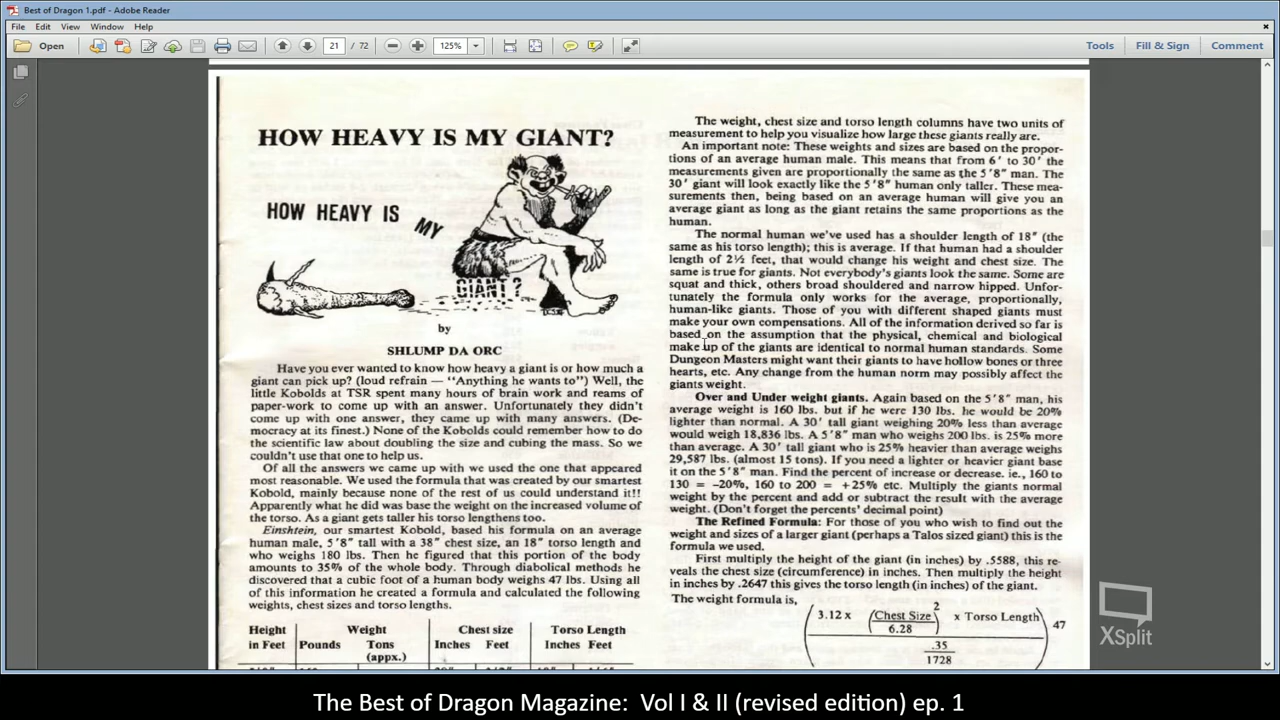 Best of Dragon 1.pdf - Adobe Reader
File Edit View Window Help
Open 21 / 72 125% Tools Fill & Sign Comment
HOW HEAVY IS MY GIANT?
HOW HEAVY IS
MY
GIANT?
by
SHLUMP DA ORC
Have you ever wanted to know how heavy a giant is or how much a
giant can pick up? (loud refrain — “Anything he wants to”) Well, the
little Kobolds at TSR spent many hours of brain work and reams of
paper-work to come up with an answer. Unfortunately they didn't
come up with one answer, they came up with many answers. (De-
mocracy at its finest.) None of the Kobolds could remember how to do
the scientific law about doubling the size and cubing the mass. So we
couldn't use that one to help us.
Of all the answers we came up with we used the one that appeared
most reasonable. We used the formula that was created by our smartest
Kobold, mainly because none of the rest of us could understand it!!
Apparently what he did was base the weight on the increased volume of
the torso. As a giant gets taller his torso lengthens too.
Einshtein, our smartest Kobold, based his formula on an average
human male, 5'8" tall with a 38" chest size, an 18" torso length and
who weighs 180 lbs. Then he figured that this portion of the body
amounts to 35% of the whole body. Through diabolical methods he
discovered that a cubic foot of a human body weighs 47 lbs. Using all
of this information he created a formula and calculated the following
weights, chest sizes and torso lengths.
Height Weight Chest size Torso Length
in Feet Pounds Tons Inches Feet Inches Feet
(appx.)
The weight, chest size and torso length columns have two units of
measurement to help you visualize how large these giants really are.
An important note: These weights and sizes are based on the propor-
tions of an average human male. This means that from 6' to 30' the
measurements given are proportionally the same as the 5'8" man. The
30' giant will look exactly like the 5'8" human only taller. These mea-
surements then, being based on an average human will give you an
average giant as long as the giant retains the same proportions as the
human.
The normal human we've used has a shoulder length of 18" (the
same as his torso length); this is average. If that human had a shoulder
length of 2½ feet, that would change his weight and chest size. The
same is true for giants. Not everybody's giants look the same. Some are
squat and thick, others broad shouldered and narrow hipped. Unfor-
tunately the formula only works for the average, proportionally,
human-like giants. Those of you with different shaped giants must
make your own compensations. All of the information derived so far is
based on the assumption that the physical, chemical and biological
make up of the giants are identical to normal human standards. Some
Dungeon Masters might want their giants to have hollow bones or three
hearts, etc. Any change from the human norm may possibly affect the
giants weight.
Over and Under weight giants. Again based on the 5'8" man, his
average weight is 160 lbs. but if he were 130 lbs. he would be 20%
lighter than normal. A 30' tall giant weighing 20% less than average
would weigh 18,836 lbs. A 5'8" man who weighs 200 lbs. is 25% more
than average. A 30' tall giant who is 25% heavier than average weighs
29,587 lbs. (almost 15 tons). If you need a lighter or heavier giant base
it on the 5'8" man. Find the percent of increase or decrease. ie., 160 to
130 = -20%, 160 to 200 = +25% etc. Multiply the giants normal
weight by the percent and add or subtract the result with the average
weight. (Don't forget the percents' decimal point)
The Refined Formula: For those of you who wish to find out the
weight and sizes of a larger giant (perhaps a Talos sized giant) this is the
formula we used.
First multiply the height of the giant (in inches) by .5588, this re-
veals the chest size (circumference) in inches. Then multiply the height
in inches by .2647 this gives the torso length (in inches) of the giant.
The weight formula is,
2
3.12 x (Chest Size) x Torso Length 47
6.28
.35
1728
XSplit
The Best of Dragon Magazine: Vol I & II (revised edition) ep. 1